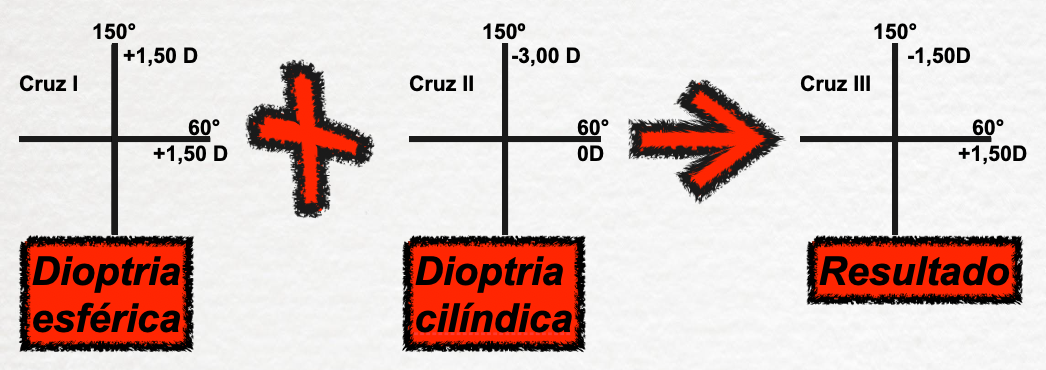 150°
+1,50 D
Cruz I
60°
+1,50 D
Dioptria
esférica
150º
-3,00 D
Cruz II
60°
0D
Dioptria
cilíndica
150°
-1,50D
Cruz III
60°
+1,50D
Resultado